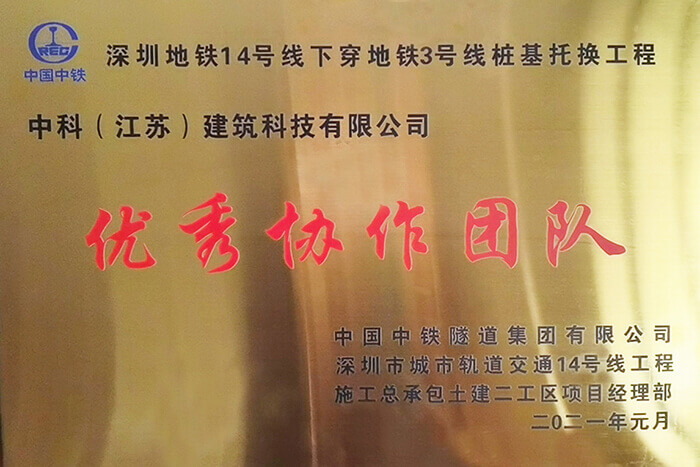 CREC
中国中铁
深圳地铁14号线下穿地铁3号线桩基托换工程
中科（江苏）建筑科技有限公司
优秀协作团队
中国中铁隧道集团有限公司
深圳市城市轨道交通14号线工程
施工总承包土建二工区项目经理部
二〇二一年元月